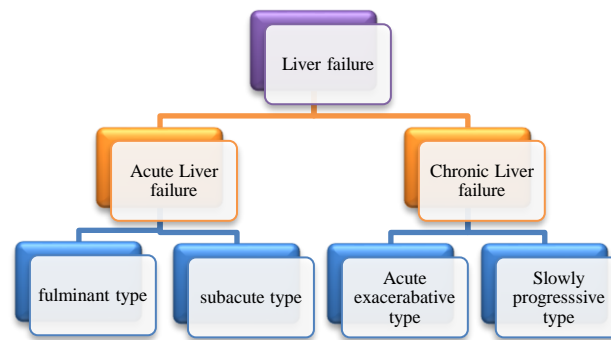 Liver failure
Acute Liver
failure
Chronic Liver
failure
fulminant type
subacute type
Acute
exacerabative
type
Slowly
progresssive
type